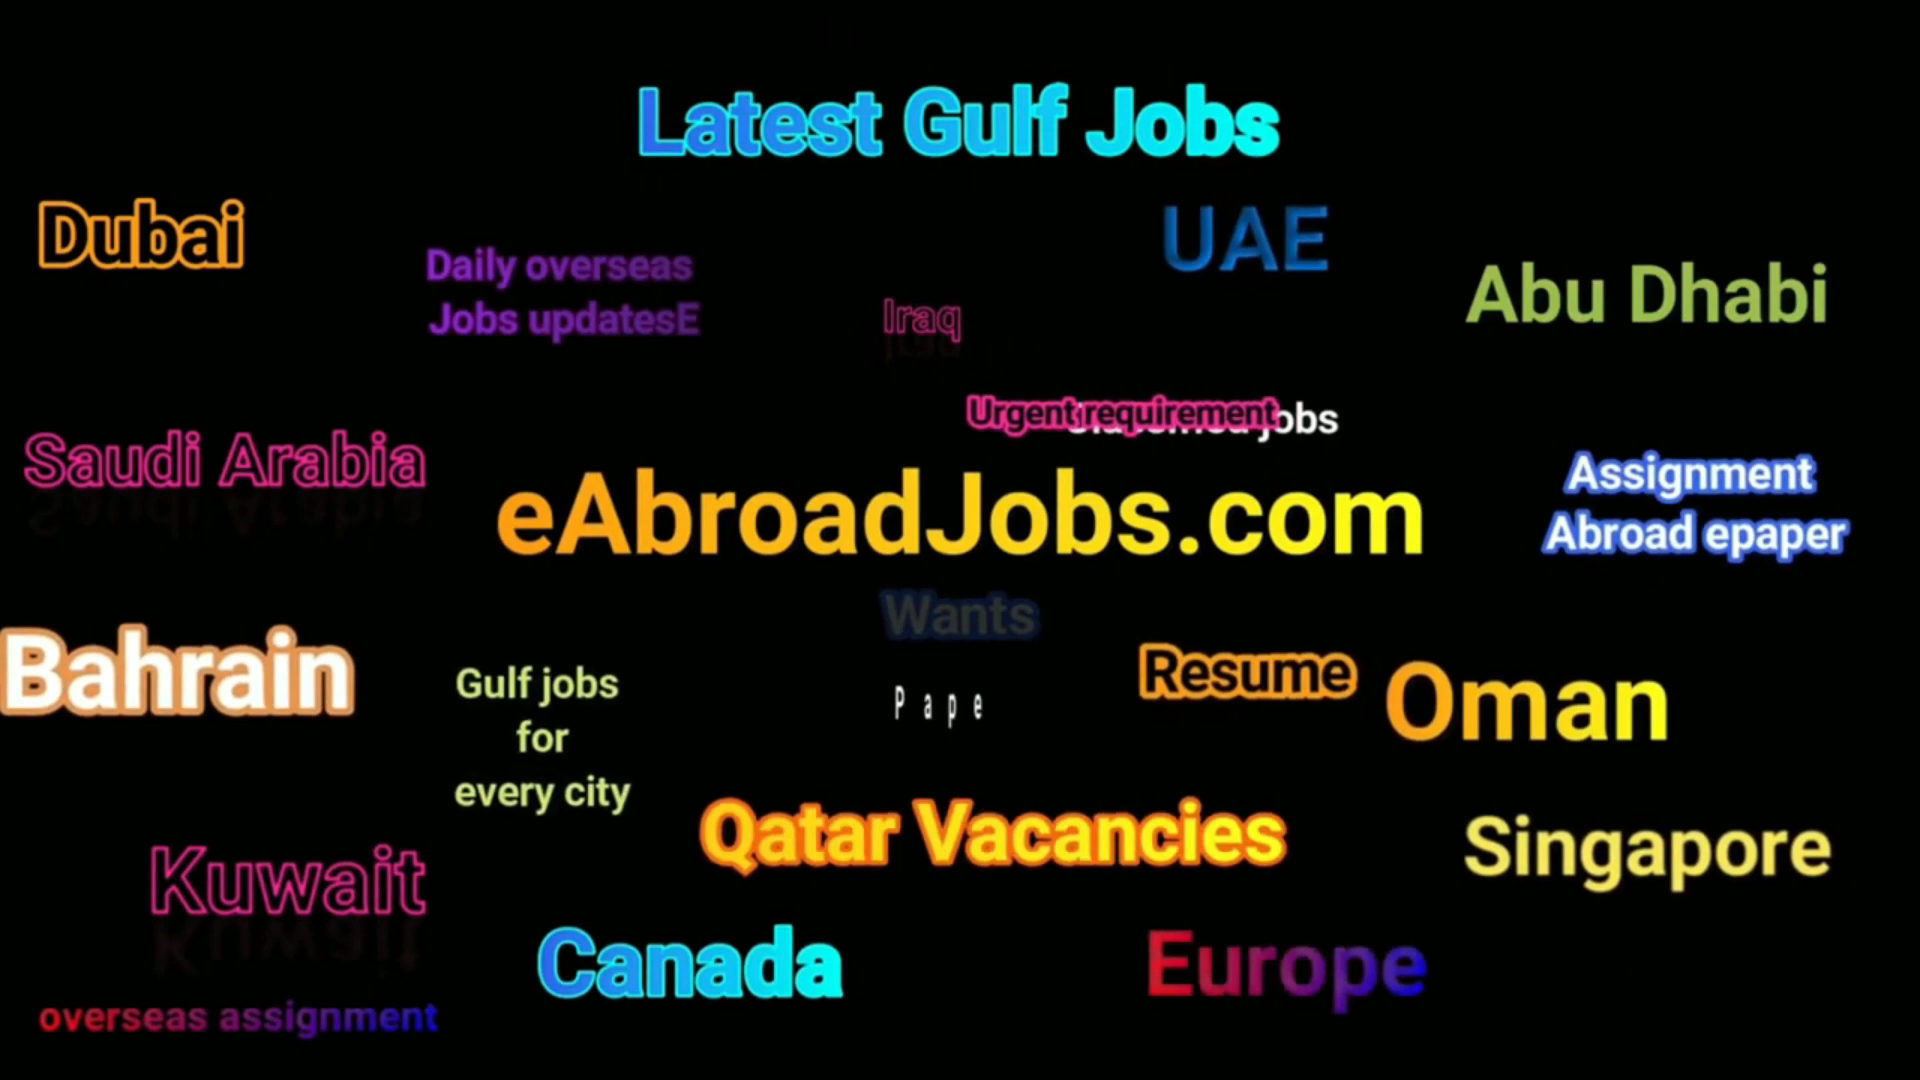 Latest Gulf Jobs
Dubai
UAE
Daily overseas
Jobs updatesE
Iraq
Abu Dhabi
Urgent requirement
jobs
Saudi Arabia
eAbroadJobs.com
Assignment
Abroad epaper
Wants
Bahrain
Gulf jobs
for
every city
Pape
Resume
Oman
Qatar Vacancies
Singapore
Kuwait
Canada
Europe
overseas assignment